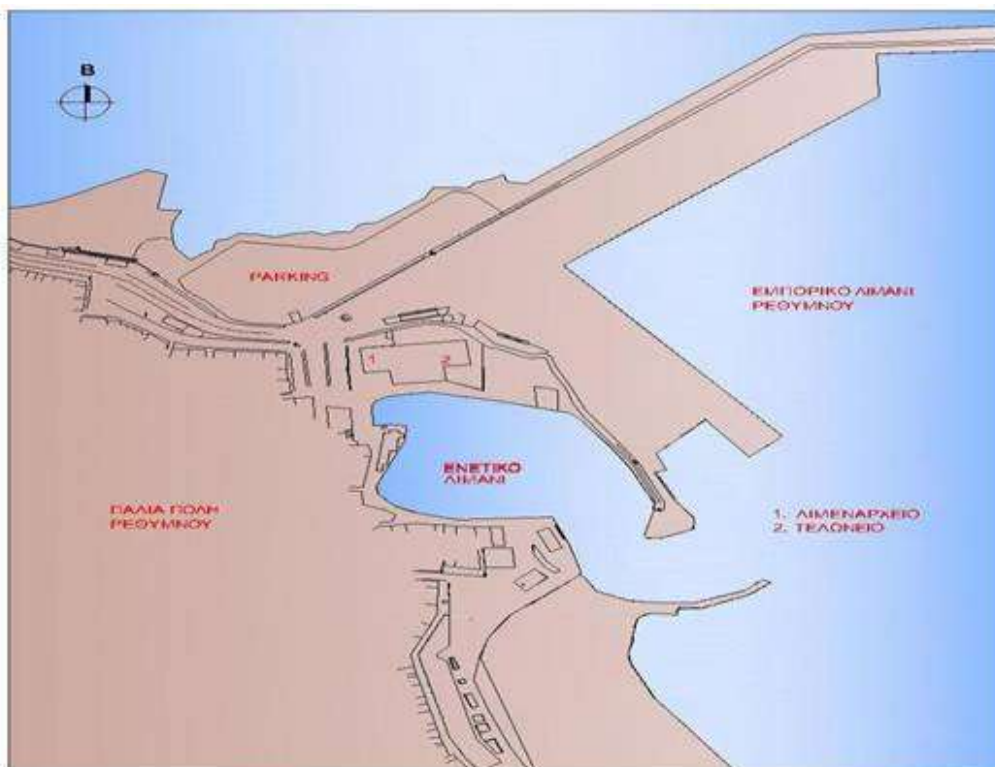 Β
PARKING
ΕΜΠΟΡΙΚΟ ΛΙΜΑΝΙ
ΡΕΘΥΜΝΟΥ
1
2
ΕΝΕΤΙΚΟ
ΛΙΜΑΝΙ
ΠΑΛΙΑ ΠΟΛΗ
ΡΕΘΥΜΝΟΥ
1. ΛΙΜΕΝΑΡΧΕΙΟ
2. ΤΕΛΩΝΕΙΟ